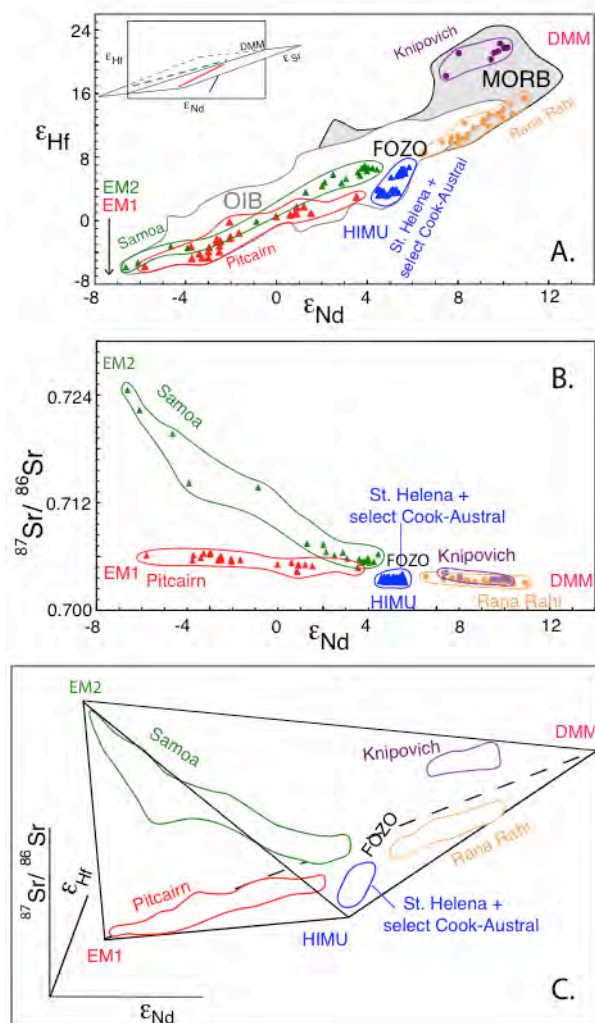 A.
24
16
8
0
-8
εHf
εHf
DMM
εSr
εNd
Knipovich
DMM
MORB
Rana Rahi
FOZO
EM2
EM1
OIB
HIMU
St. Helena +
select Cook-Austral
Samoa
Pitcairn
A.
-8
-4
0
4
8
12
εNd
B.
EM2
Samoa
0.724
87Sr/ 86Sr
0.712
St. Helena +
select Cook-Austral
FOZO
Knipovich
EM1
Pitcairn
DMM
HIMU
Rana Rahi
0.700
-8
-4
0
4
8
12
εNd
C
EM2
Samoa
Knipovich
DMM
FOZO
Rana Rahi
87Sr/ 86Sr
εHf
Pitcairn
St. Helena +
select Cook-Austral
HIMU
EM1
εNd
C.